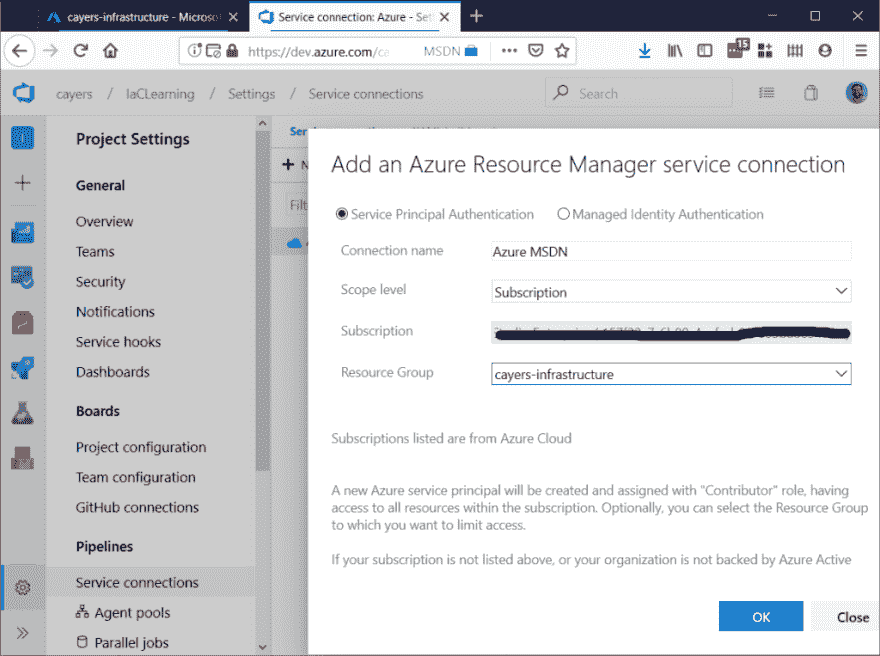 cayers-infrastructure - Microsof
Service connection: Azure - Set
https://dev.azure.com/ca
MSDN
15
cayers / IaCLearning / Settings / Service connections
Search
Project Settings
General
Overview
Teams
Security
Notifications
Service hooks
Dashboards
Boards
Project configuration
Team configuration
GitHub connections
Pipelines
Service connections
Agent pools
Parallel jobs
Ser
+ N
Filt
Add an Azure Resource Manager service connection
Service Principal Authentication
Managed Identity Authentication
Connection name
Azure MSDN
Scope level
Subscription
Subscription
Resource Group
cayers-infrastructure
Subscriptions listed are from Azure Cloud
A new Azure service principal will be created and assigned with "Contributor" role, having
access to all resources within the subscription. Optionally, you can select the Resource Group
to which you want to limit access.
If your subscription is not listed above, or your organization is not backed by Azure Active
OK
Close